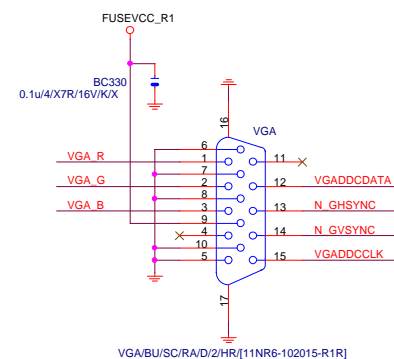 FUSEVCC_R1
BC330
0.1u/4/X7R/16V/K/X
16
VGA
6
VGA_R 1 11
7
VGA_G 2 12 VGADDCDATA
8
VGA_B 3 13 N_GHSYNC
9
4 14 N_GVSYNC
10
5 15 VGADDCCLK
17
VGA/BU/SC/RA/D/2/HR/[11NR6-102015-R1R]